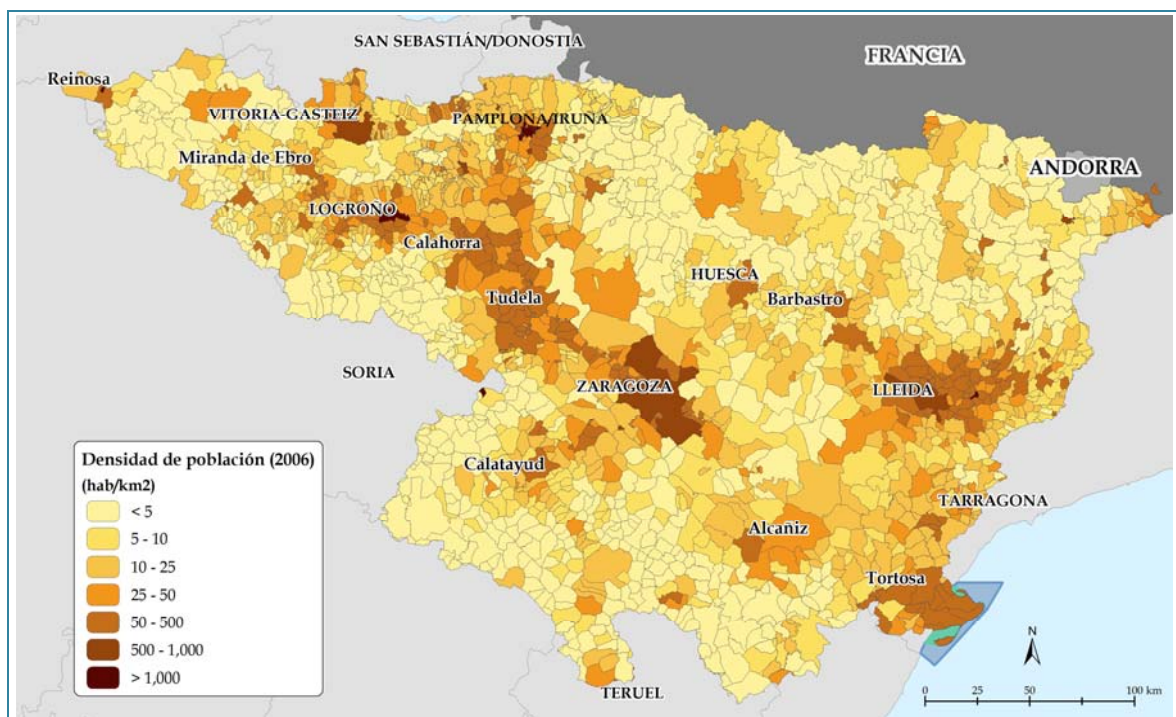 SAN SEBASTIÁN/DONOSTIA
FRANCIA
Reinosa
VITORIA-GASTEIZ
PAMPLONA/IRUNA
Miranda de Ebro
ANDORRA
LOGROÑO
Calahorra
HUESCA
Barbastro
Tudela
SORIA
ZARAGOZA
LLEIDA
Calatayud
TARRAGONA
Alcañiz
Tortosa
TERUEL
Densidad de población (2006)
(hab/km2)
< 5
5 - 10
10 - 25
25 - 50
50 - 500
500 - 1,000
> 1,000
N
0 25 50 100 km